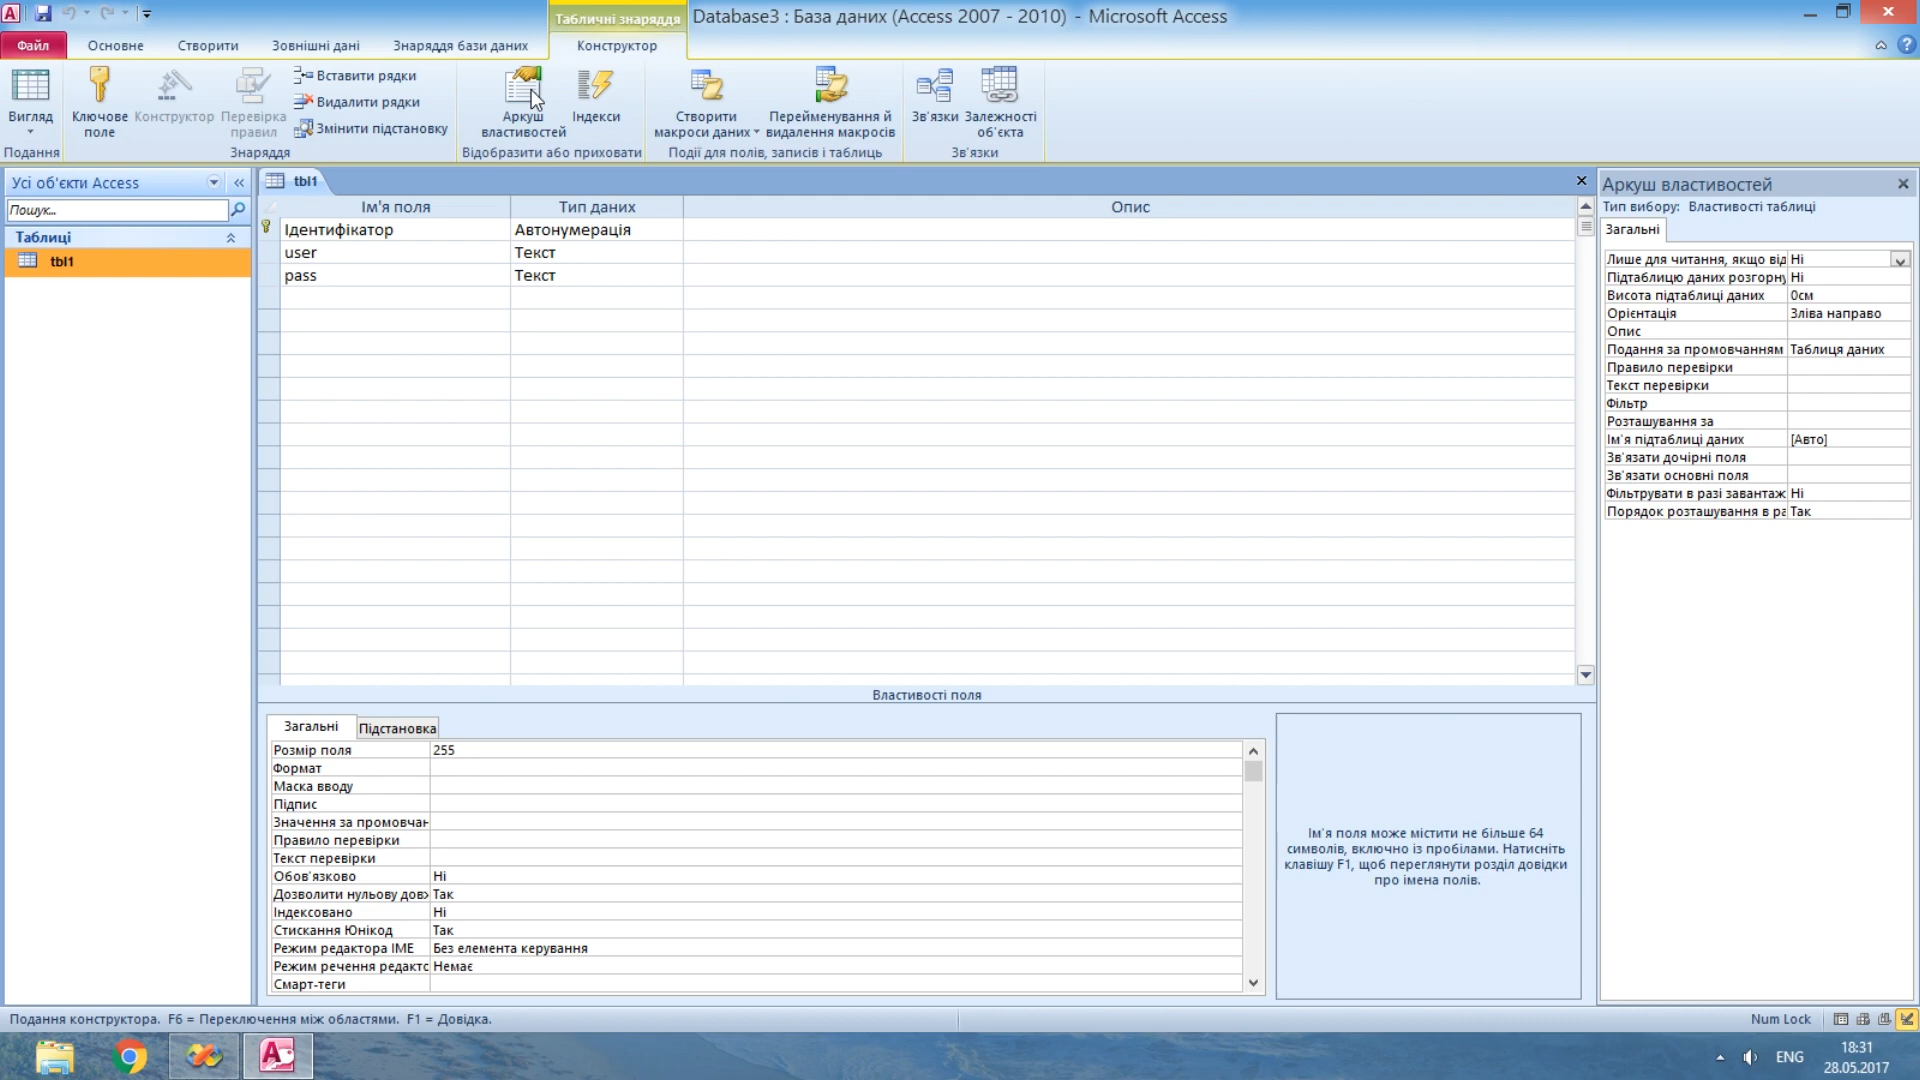 Табличні знаряддя
Database3 : База даних (Access 2007 - 2010) - Microsoft Access
Файл
Основне
Створити
Зовнішні дані
Знаряддя бази даних
Конструктор
Вигляд
Ключове поле
Конструктор
Перевірка правил
Вставити рядки
Видалити рядки
Змінити підстановку
Аркуш властивостей
Індекси
Створити макроси даних
Перейменування й видалення макросів
Зв'язки
Залежності об'єкта
Подання
Знаряддя
Відобразити або приховати
Події для полів, записів і таблиць
Зв'язки
Усі об'єкти Access
Пошук...
Таблиці
tbl1
tbl1
Ім'я поля
Тип даних
Опис
Ідентифікатор
Автонумерація
user
Текст
pass
Текст
Властивості поля
Загальні
Підстановка
Розмір поля
255
Формат
Маска вводу
Підпис
Значення за промовчан
Правило перевірки
Текст перевірки
Обов'язково
Ні
Дозволити нульову довж
Так
Індексовано
Ні
Стискання Юнікод
Так
Режим редактора IME
Без елемента керування
Режим речення редактс
Немає
Смарт-теги
Ім'я поля може містити не більше 64
символів, включно із пробілами. Натисніть
клавішу F1, щоб переглянути розділ довідки
про імена полів.
Аркуш властивостей
Тип вибору: Властивості таблиці
Загальні
Лише для читання, якщо від
Ні
Підтаблицю даних розгорну
Ні
Висота підтаблиці даних
0см
Орієнтація
Зліва направо
Опис
Подання за промовчанням
Таблиця даних
Правило перевірки
Текст перевірки
Фільтр
Розташування за
Ім'я підтаблиці даних
[Авто]
Зв'язати дочірні поля
Зв'язати основні поля
Фільтрувати в разі завантаж
Ні
Порядок розташування в ра
Так
Подання конструктора. F6 = Переключення між областями. F1 = Довідка.
Num Lock
ENG
18:31
28.05.2017